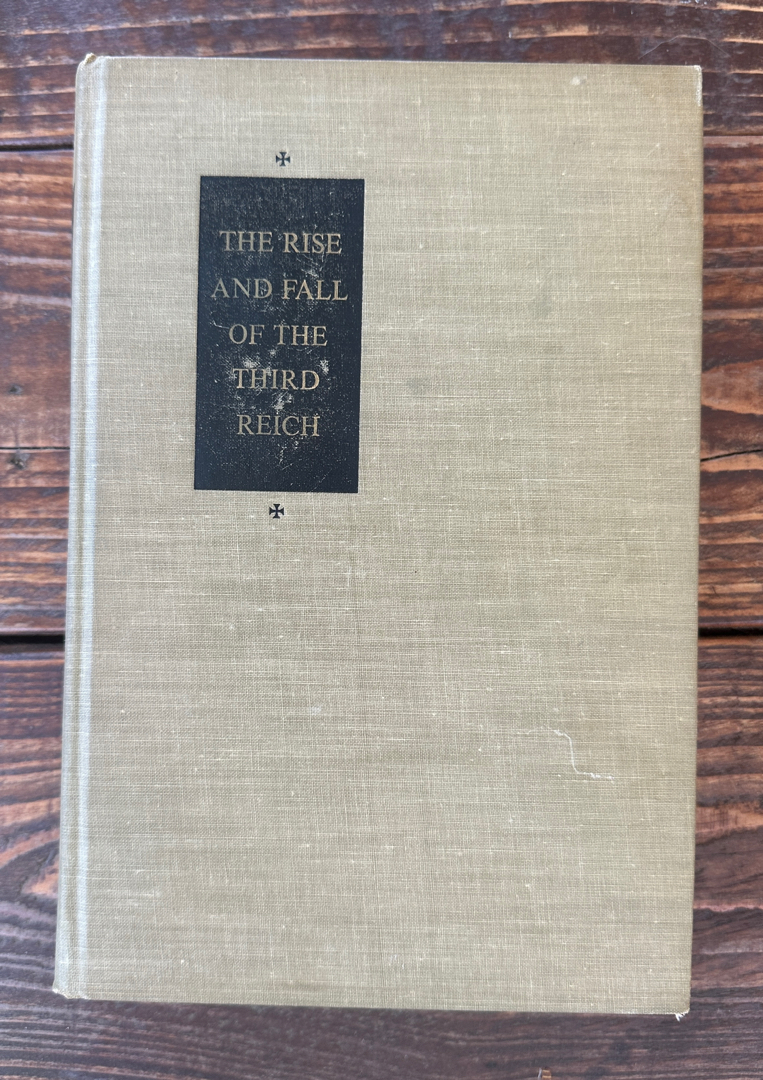 THE RISE
AND FALL
OF THE
THIRD
REICH